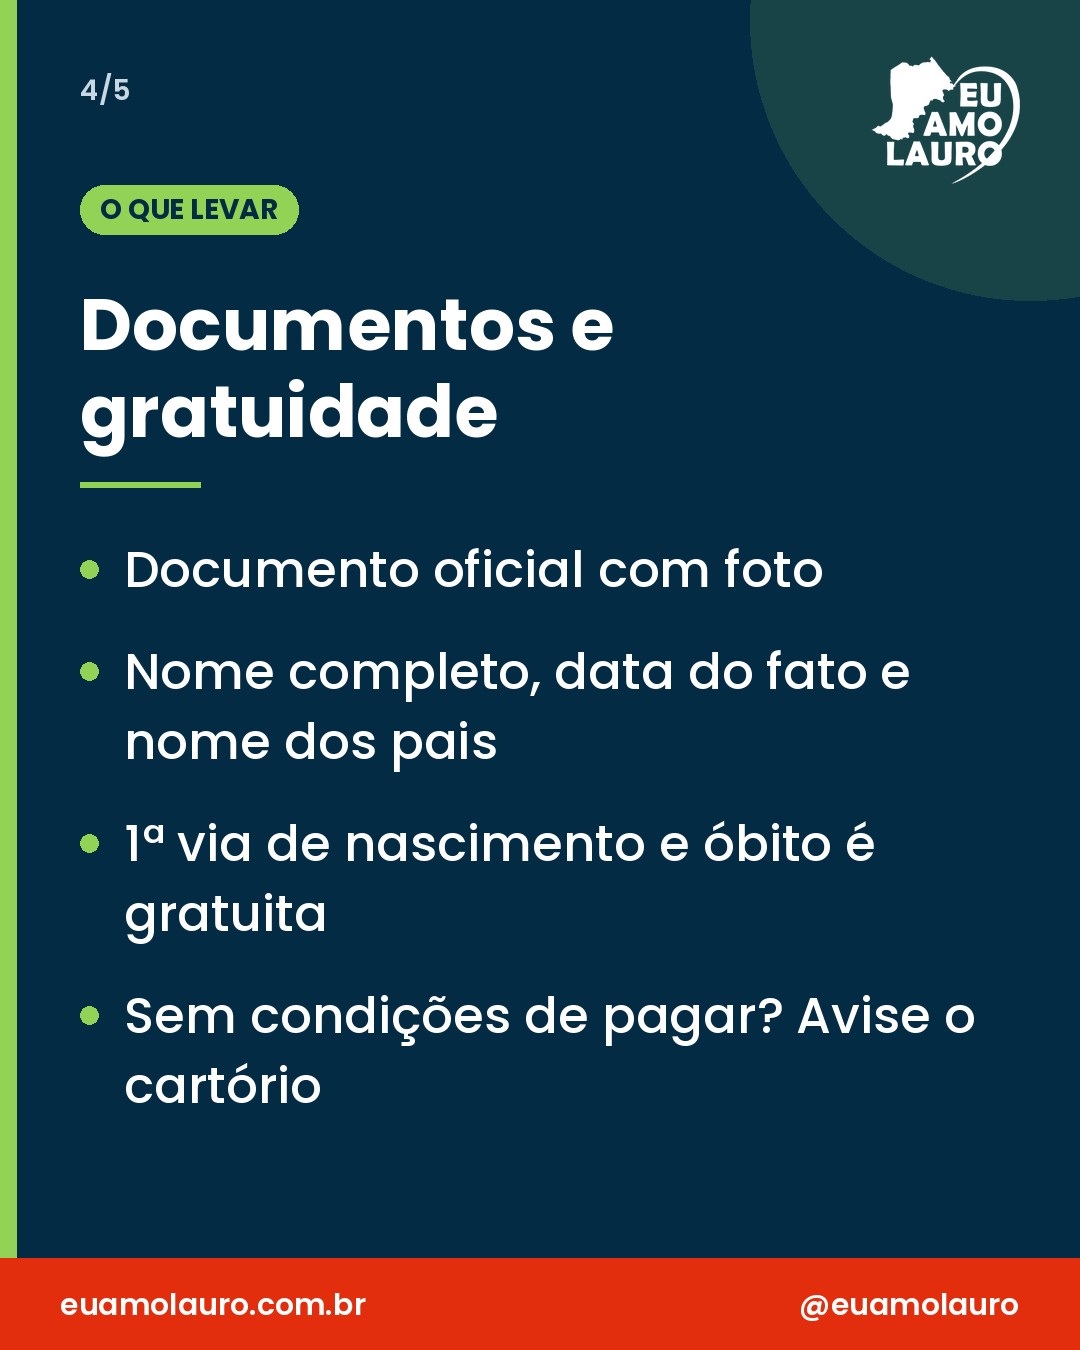 4/5
EU
AMO
LAURO
O QUE LEVAR
Documentos e
gratuidade
Documento oficial com foto
Nome completo, data do fato e
nome dos pais
1ª via de nascimento e óbito é
gratuita
Sem condições de pagar? Avise o
cartório
euamolauro.com.br
@euamolauro